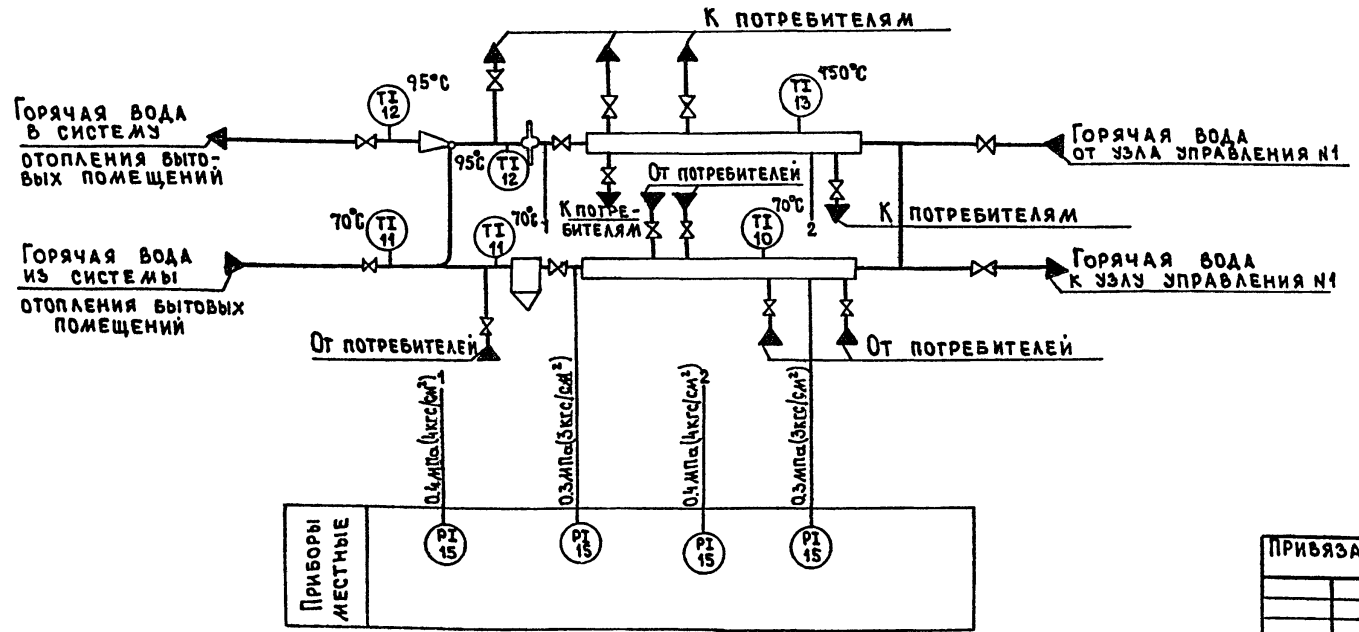 К ПОТРЕБИТЕЛЯМ
95°С
TI
12
150°С
TI
13
ГОРЯЧАЯ ВОДА
В СИСТЕМУ
ОТОПЛЕНИЯ БЫТО-
ВЫХ ПОМЕЩЕНИЙ
95°С
TI
12
ГОРЯЧАЯ ВОДА
ОТ УЗЛА УПРАВЛЕНИЯ N1
ОТ ПОТРЕБИТЕЛЕЙ
К ПОТРЕ-
БИТЕЛЯМ
К ПОТРЕБИТЕЛЯМ
70°С
TI
11
70°С
TI
11
1
70°С
TI
10
2
ГОРЯЧАЯ ВОДА
ИЗ СИСТЕМЫ
ОТОПЛЕНИЯ БЫТОВЫХ
ПОМЕЩЕНИЙ
ГОРЯЧАЯ ВОДА
К УЗЛУ УПРАВЛЕНИЯ N1
ОТ ПОТРЕБИТЕЛЕЙ
ОТ ПОТРЕБИТЕЛЕЙ
0.4МПа(4кгс/см²) 1
0.3МПа(3кгс/см²)
0.4МПа(4кгс/см²) 2
0.3МПа(3кгс/см²)
ПРИБОРЫ
МЕСТНЫЕ
PI
15
PI
15
PI
15
PI
15